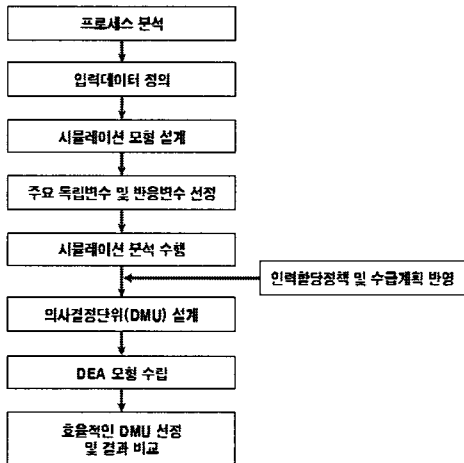 프로세스 분석
입력데이터 정의
시뮬레이션 모형 설계
주요 독립변수 및 반응변수 선정
시뮬레이션 분석 수행
인력할당정책 및 수급계획 반영
의사결정단위(DMU) 설계
DEA 모형 수립
효율적인 DMU 선정
및 결과 비교